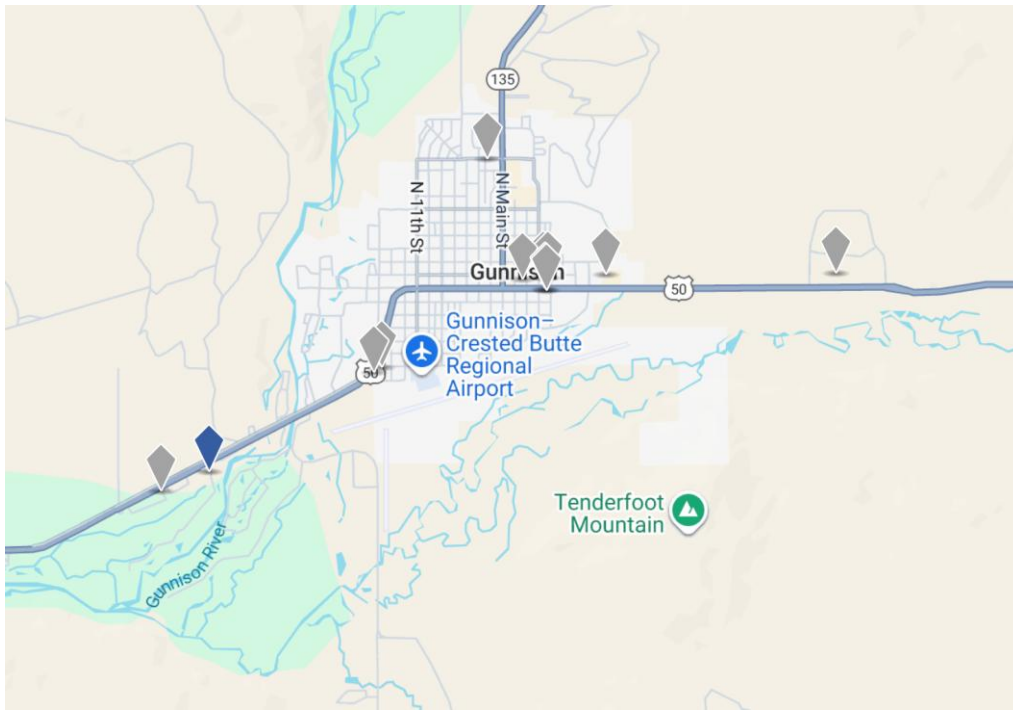 135
N 11th St
N Main St
Gunnison
50
Gunnison–
Crested Butte
Regional
Airport
50
Tenderfoot
Mountain
Gunnison River